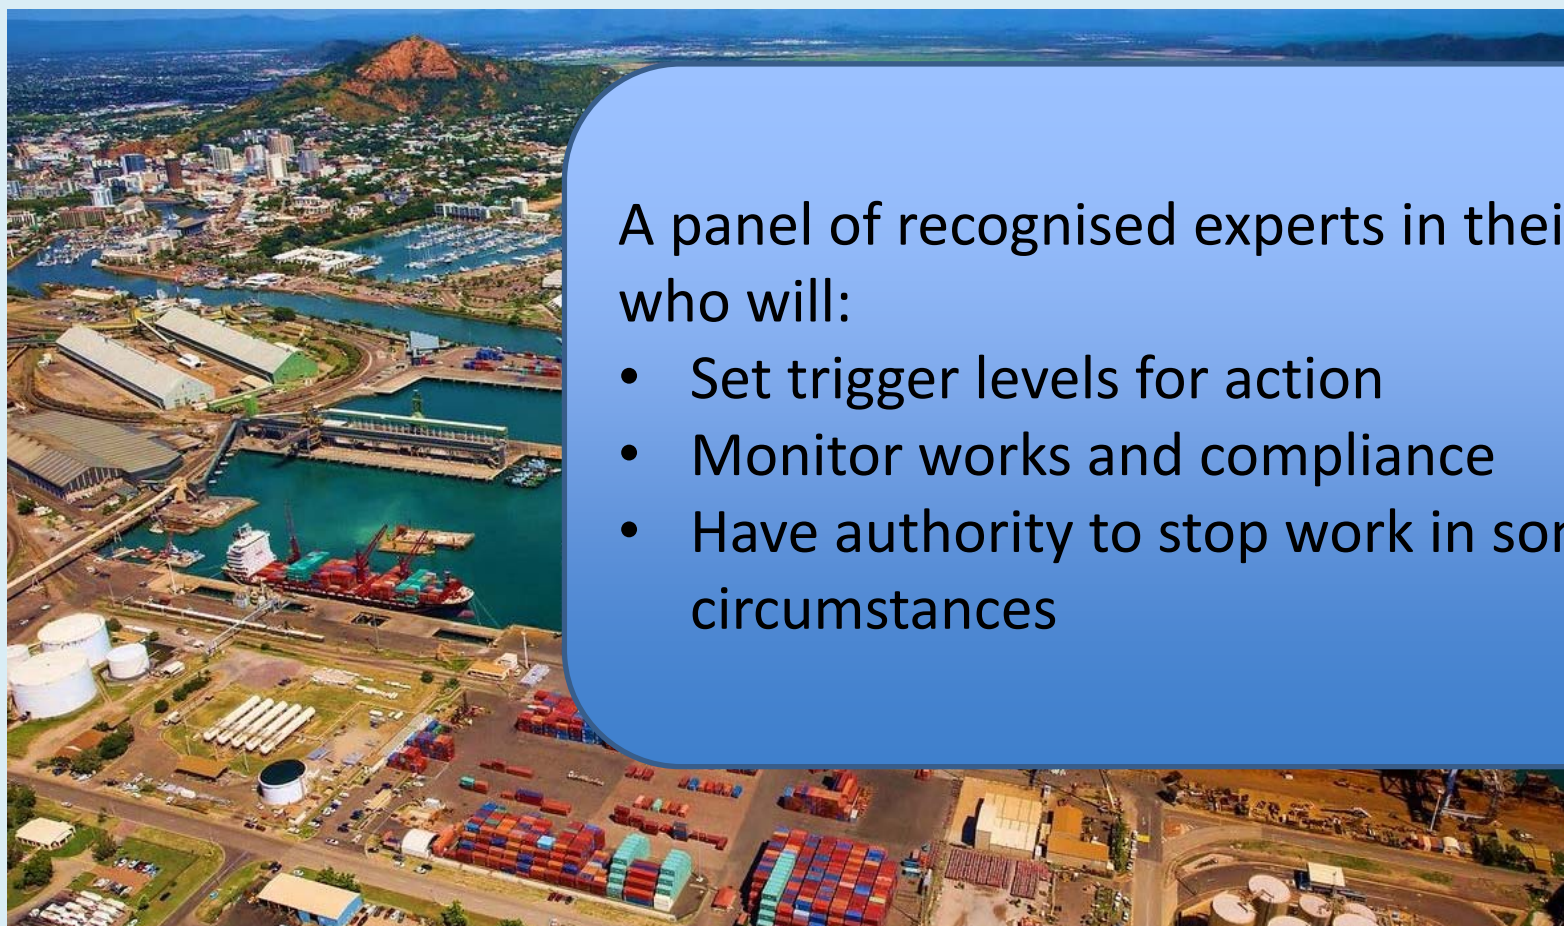 A panel of recognised experts in thei
who will:
• Set trigger levels for action
• Monitor works and compliance
• Have authority to stop work in so
circumstances